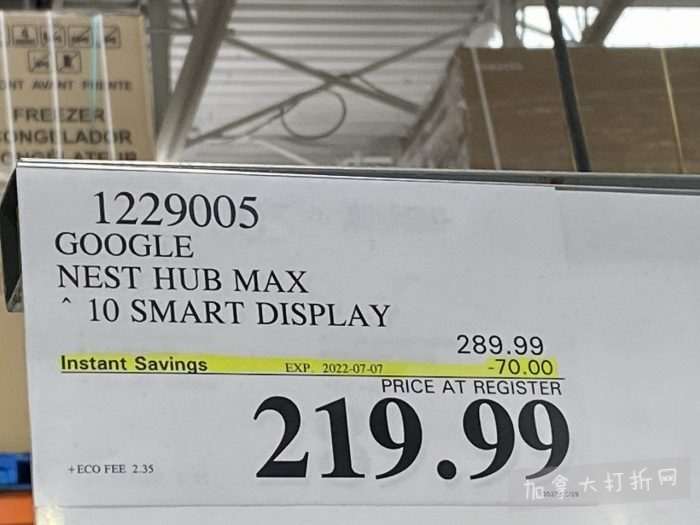 FREEZER
CONGELADOR
1229005
GOOGLE
NEST HUB MAX
^ 10 SMART DISPLAY
289.99
Instant Savings EXP. 2022-07-07 -70.00
PRICE AT REGISTER
219.99
+ECO FEE 2.35
加拿大打折网